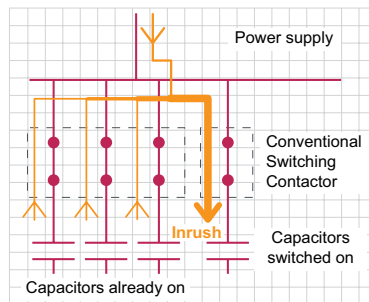 Power supply
Conventional
Switching
Contactor
Inrush
Capacitors
switched on
Capacitors already on